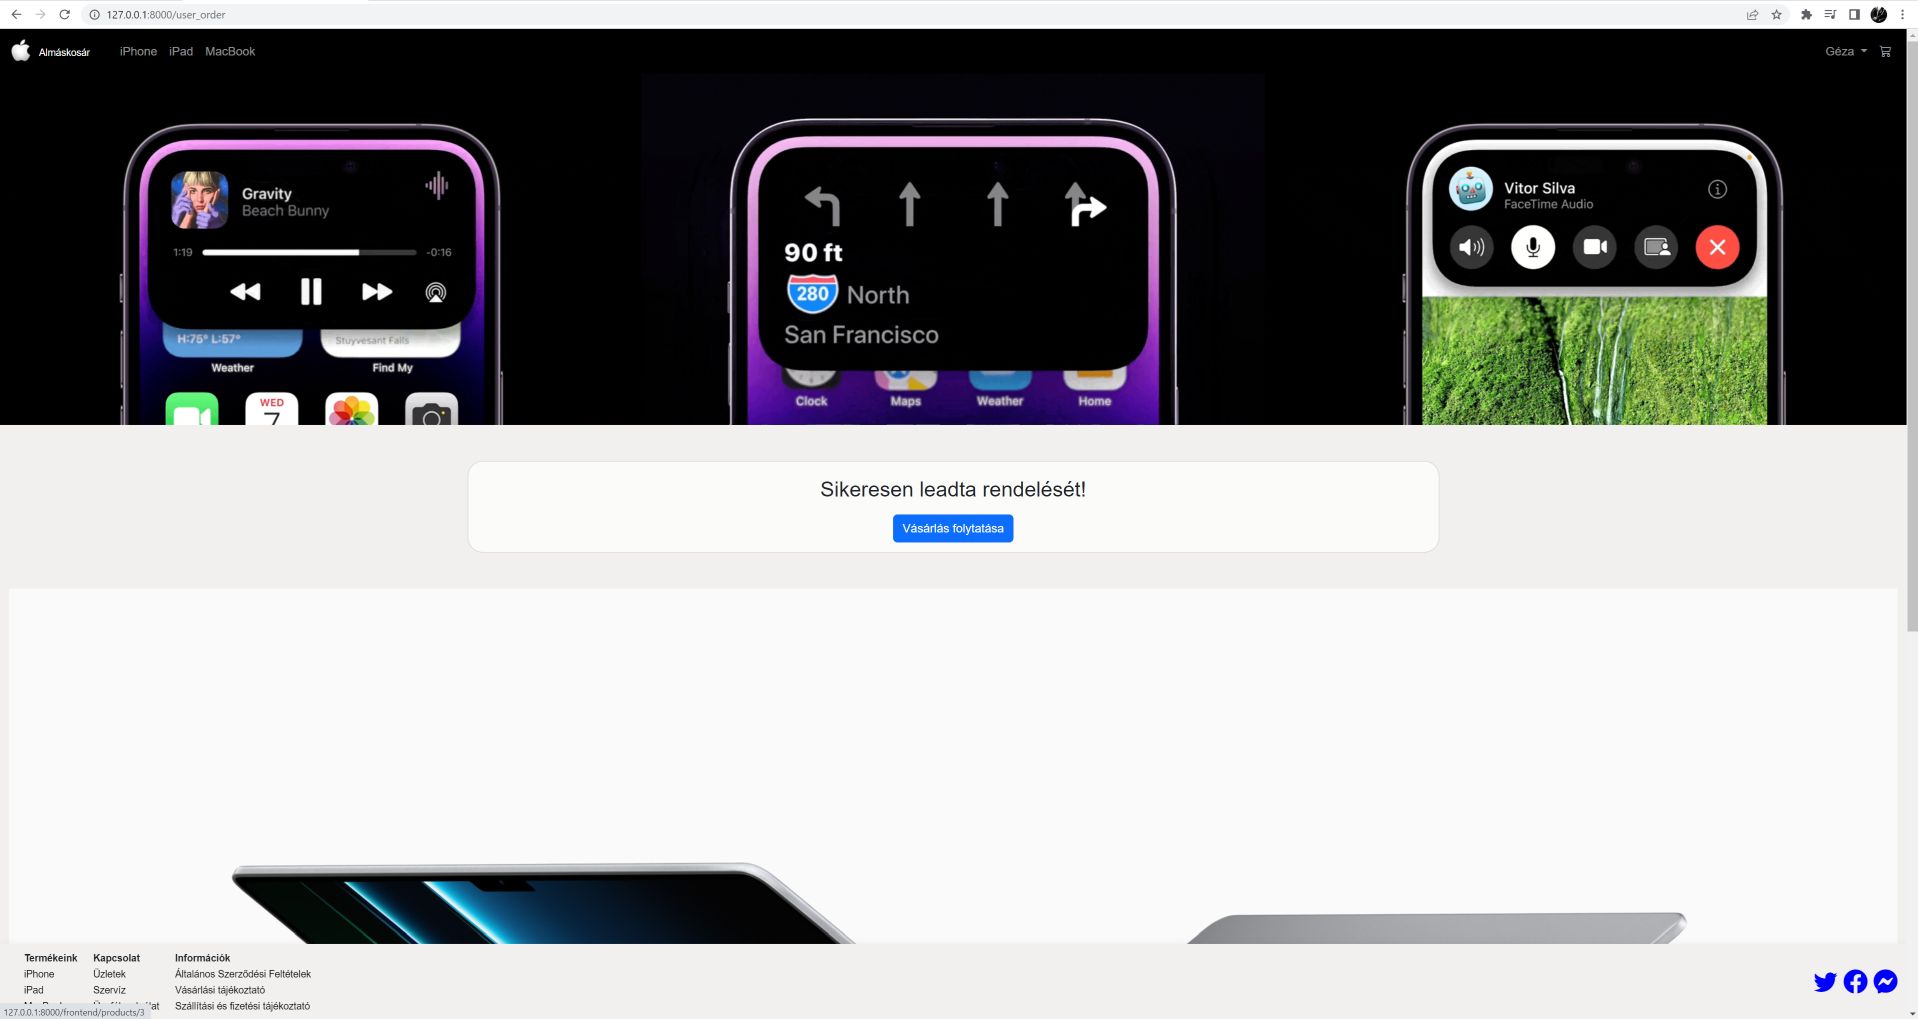 127.0.0.1:8000/user_order
Almáskosár
iPhone
iPad
MacBook
Géza
Gravity
Beach Bunny
1:19
-0:16
H:75° L:57°
Stuyvesant Falls
Weather
Find My
WED
7
90 ft
280 North
San Francisco
Clock
Maps
Weather
Home
Vitor Silva
FaceTime Audio
Sikeresen leadta rendelését!
Vásárlás folytatása
Termékeink
iPhone
iPad
Kapcsolat
Üzletek
Szerviz
Információk
Általános Szerződési Feltételek
Vásárlási tájékoztató
Szállítási és fizetési tájékoztató
127.0.0.1:8000/frontend/products/3